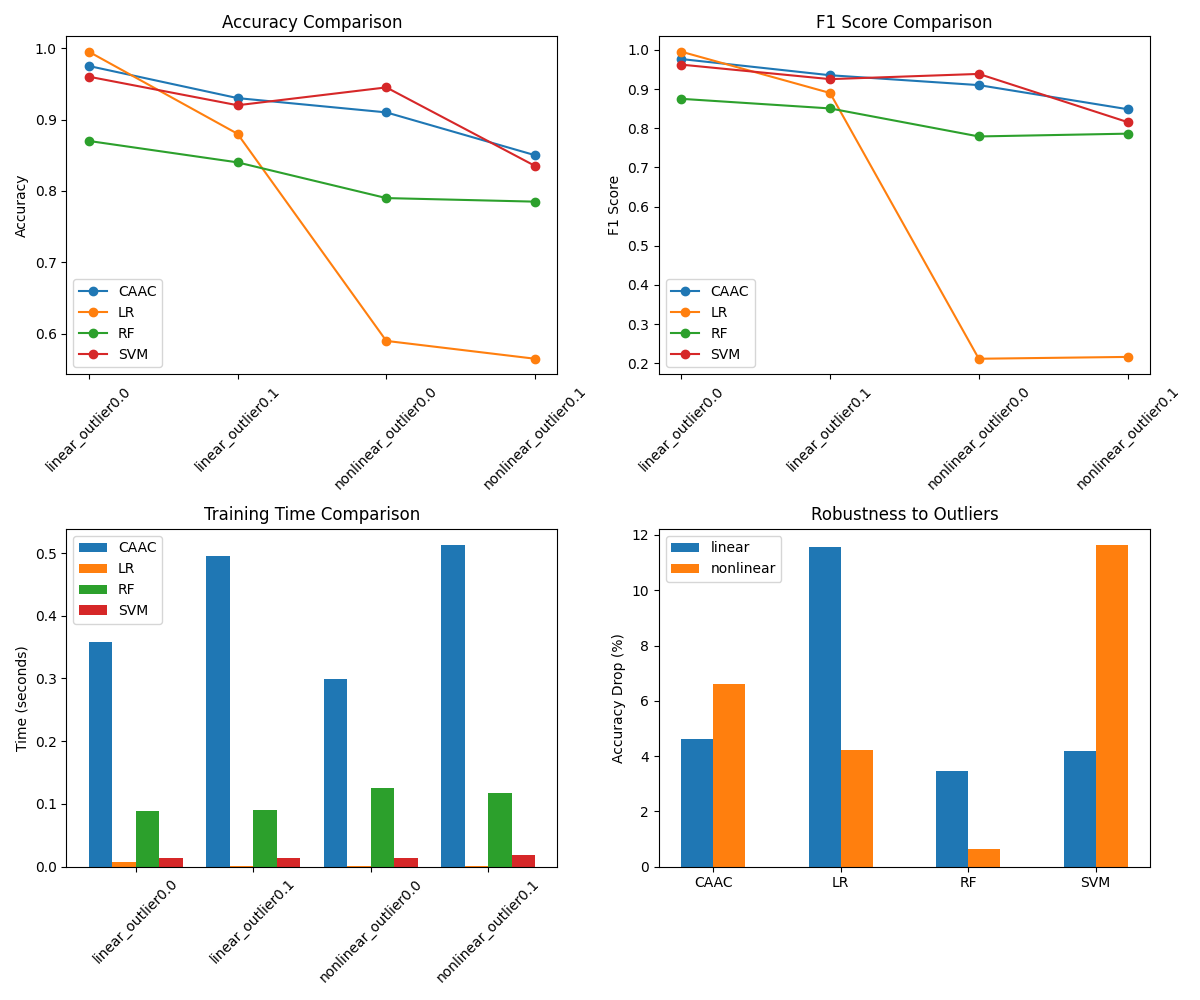 Accuracy Comparison
Accuracy
1.0
0.9
0.8
0.7
0.6
CAAC
LR
RF
SVM
linear_outlier0.0
linear_outlier0.1
nonlinear_outlier0.0
nonlinear_outlier0.1
F1 Score Comparison
F1 Score
1.0
0.9
0.8
0.7
0.6
0.5
0.4
0.3
0.2
CAAC
LR
RF
SVM
linear_outlier0.0
linear_outlier0.1
nonlinear_outlier0.0
nonlinear_outlier0.1
Training Time Comparison
Time (seconds)
0.5
0.4
0.3
0.2
0.1
0.0
CAAC
LR
RF
SVM
linear_outlier0.0
linear_outlier0.1
nonlinear_outlier0.0
nonlinear_outlier0.1
Robustness to Outliers
Accuracy Drop (%)
12
10
8
6
4
2
0
linear
nonlinear
CAAC
LR
RF
SVM